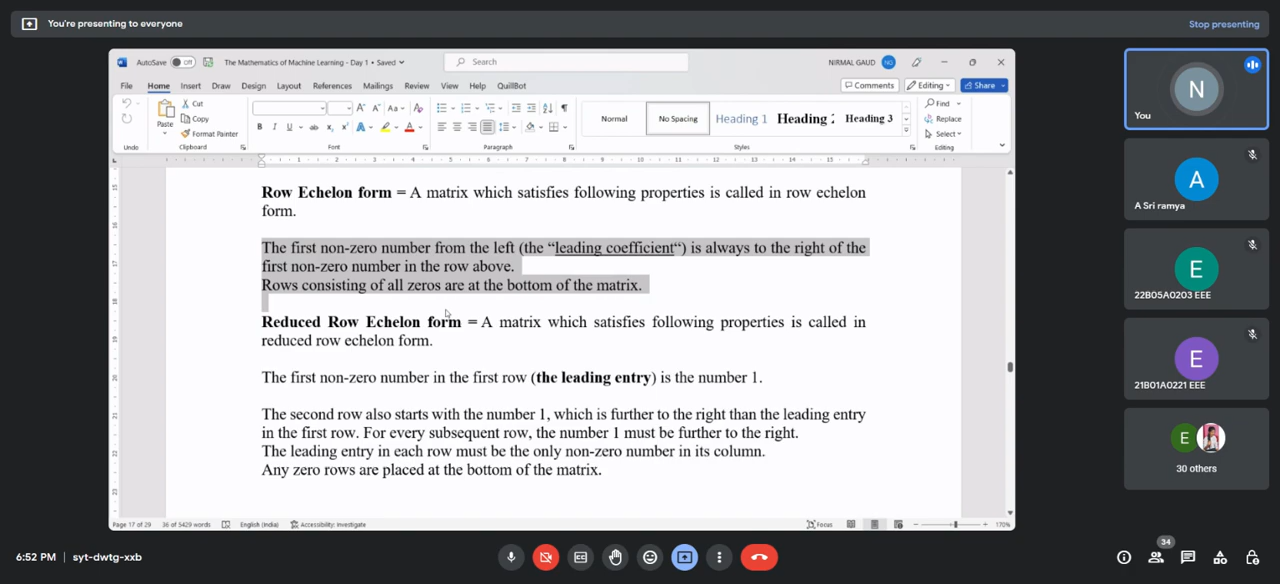 You're presenting to everyone
Stop presenting
AutoSave Off The Mathematics of Machine Learning - Day 1 • Saved
Search
NIRMAL GAUD NG
File Home Insert Draw Design Layout References Mailings Review View Help QuillBot
Comments Editing Share
Paste Cut
Copy
Format Painter
Normal No Spacing Heading 1 Heading 2 Heading 3
Find
Replace
Select
Undo Clipboard Font Paragraph Styles Editing
Row Echelon form = A matrix which satisfies following properties is called in row echelon
form.
The first non-zero number from the left (the “leading coefficient“) is always to the right of the
first non-zero number in the row above.
Rows consisting of all zeros are at the bottom of the matrix.
Reduced Row Echelon form = A matrix which satisfies following properties is called in
reduced row echelon form.
The first non-zero number in the first row (the leading entry) is the number 1.
The second row also starts with the number 1, which is further to the right than the leading entry
in the first row. For every subsequent row, the number 1 must be further to the right.
The leading entry in each row must be the only non-zero number in its column.
Any zero rows are placed at the bottom of the matrix.
Page 17 of 29 36 of 5429 words English (India) Accessibility: Investigate Focus 170%
N
You
A
A Sri ramya
E
22B05A0203 EEE
E
21B01A0221 EEE
E
30 others
6:52 PM | syt-dwtg-xxb
34